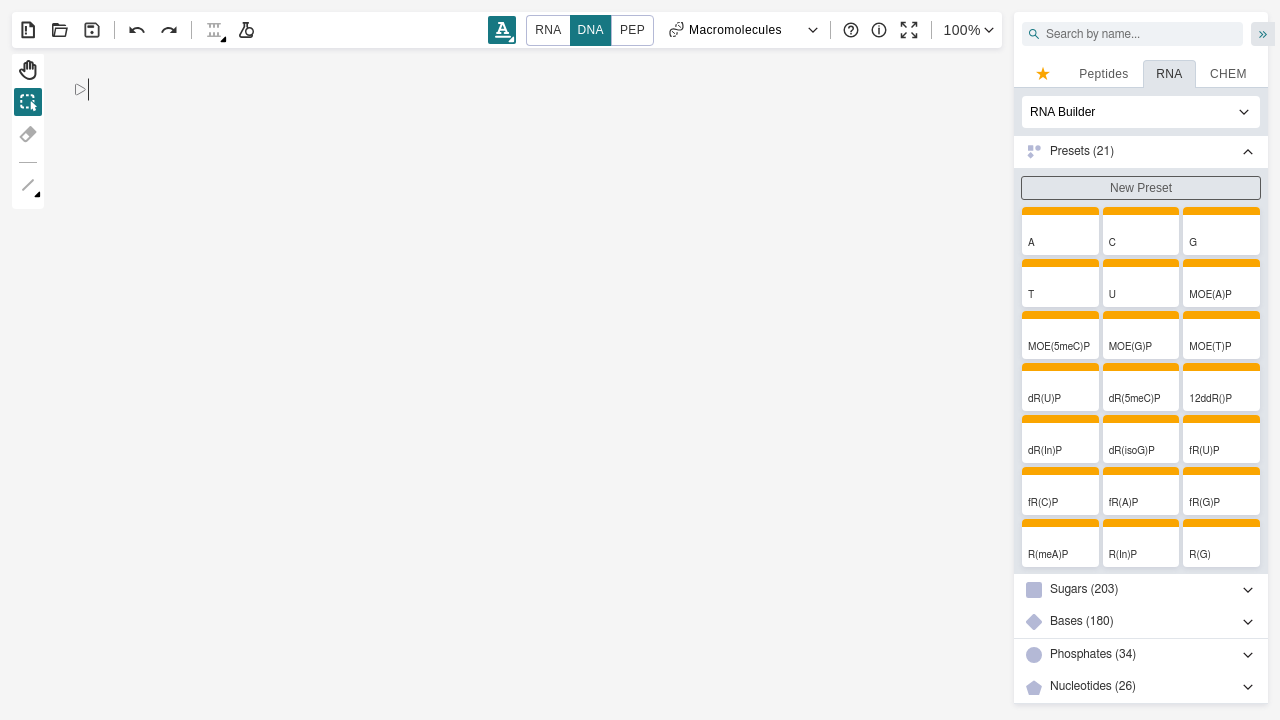 A
RNA
DNA
PEP
Macromolecules
100%
Search by name...
Peptides
RNA
CHEM
RNA Builder
Presets (21)
New Preset
A
C
G
T
U
MOE(A)P
MOE(5meC)P
MOE(G)P
MOE(T)P
dR(U)P
dR(5meC)P
12ddR()P
dR(In)P
dR(isoG)P
fR(U)P
fR(C)P
fR(A)P
fR(G)P
R(meA)P
R(In)P
R(G)
Sugars (203)
Bases (180)
Phosphates (34)
Nucleotides (26)